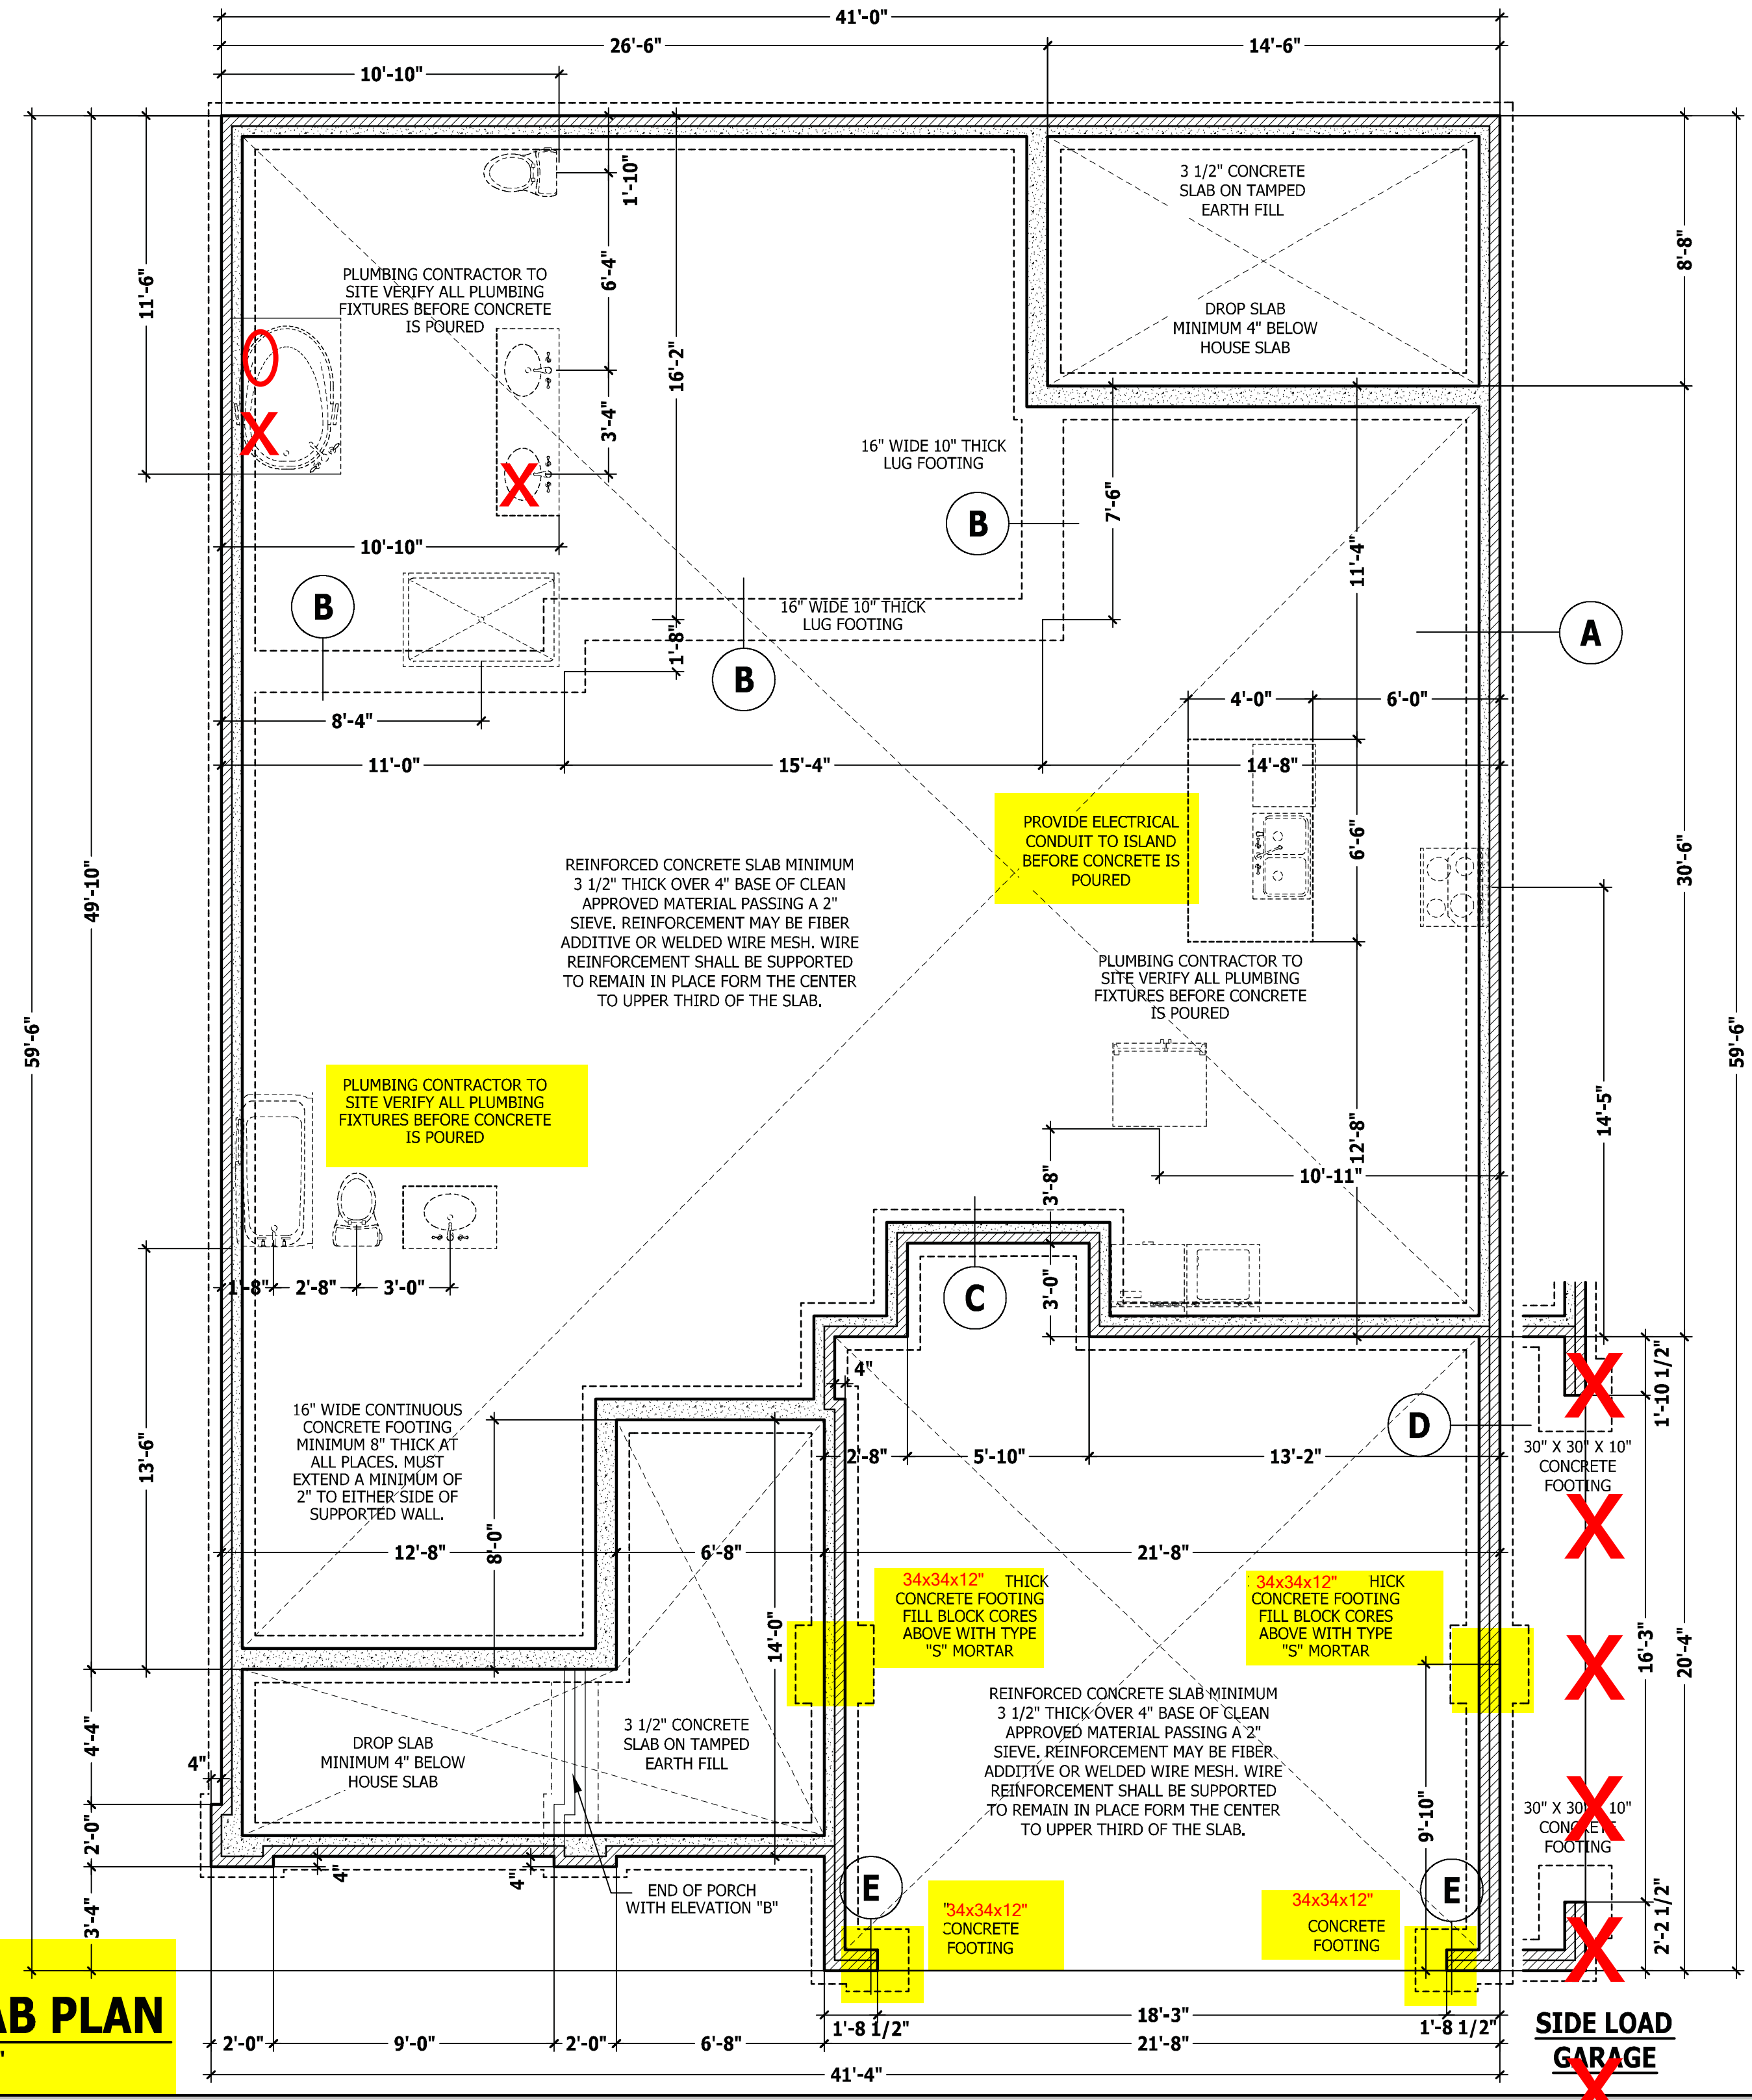 41'-0"
26'-6"
14'-6"
10'-10"
1'-10"
3 1/2" CONCRETE
SLAB ON TAMPED
EARTH FILL
8'-8"
11'-6"
PLUMBING CONTRACTOR TO
SITE VERIFY ALL PLUMBING
FIXTURES BEFORE CONCRETE
IS POURED
6'-4"
DROP SLAB
MINIMUM 4" BELOW
HOUSE SLAB
16'-2"
3'-4"
X
X
16" WIDE 10" THICK
LUG FOOTING
7'-6"
B
10'-10"
11'-4"
B
16" WIDE 10" THICK
LUG FOOTING
A
1'-8"
B
4'-0"
6'-0"
8'-4"
11'-0"
15'-4"
14'-8"
PROVIDE ELECTRICAL
CONDUIT TO ISLAND
BEFORE CONCRETE IS
POURED
6'-6"
30'-6"
49'-10"
REINFORCED CONCRETE SLAB MINIMUM
3 1/2" THICK OVER 4" BASE OF CLEAN
APPROVED MATERIAL PASSING A 2"
SIEVE. REINFORCEMENT MAY BE FIBER
ADDITIVE OR WELDED WIRE MESH. WIRE
REINFORCEMENT SHALL BE SUPPORTED
TO REMAIN IN PLACE FORM THE CENTER
TO UPPER THIRD OF THE SLAB.
PLUMBING CONTRACTOR TO
SITE VERIFY ALL PLUMBING
FIXTURES BEFORE CONCRETE
IS POURED
59'-6"
59'-6"
PLUMBING CONTRACTOR TO
SITE VERIFY ALL PLUMBING
FIXTURES BEFORE CONCRETE
IS POURED
14'-5"
12'-8"
3'-8"
10'-11"
1'-8"
2'-8"
3'-0"
C
3'-0"
4"
X
1'-10 1/2"
16" WIDE CONTINUOUS
CONCRETE FOOTING
MINIMUM 8" THICK AT
ALL PLACES. MUST
EXTEND A MINIMUM OF
2" TO EITHER SIDE OF
SUPPORTED WALL.
13'-6"
D
2'-8"
5'-10"
13'-2"
30" X 30" X 10"
CONCRETE
FOOTING
X
8'-0"
12'-8"
6'-8"
21'-8"
34x34x12" THICK
CONCRETE FOOTING
FILL BLOCK CORES
ABOVE WITH TYPE
"S" MORTAR
34x34x12" HICK
CONCRETE FOOTING
FILL BLOCK CORES
ABOVE WITH TYPE
"S" MORTAR
14'-0"
X
16'-3"
20'-4"
REINFORCED CONCRETE SLAB MINIMUM
3 1/2" THICK OVER 4" BASE OF CLEAN
APPROVED MATERIAL PASSING A 2"
SIEVE. REINFORCEMENT MAY BE FIBER
ADDITIVE OR WELDED WIRE MESH. WIRE
REINFORCEMENT SHALL BE SUPPORTED
TO REMAIN IN PLACE FORM THE CENTER
TO UPPER THIRD OF THE SLAB.
4'-4"
4"
DROP SLAB
MINIMUM 4" BELOW
HOUSE SLAB
3 1/2" CONCRETE
SLAB ON TAMPED
EARTH FILL
9'-10"
X
30" X 30" 10"
CONCRETE
FOOTING
2'-0"
4"
4"
END OF PORCH
WITH ELEVATION "B"
E
E
3'-4"
"34x34x12"
CONCRETE
FOOTING
34x34x12"
CONCRETE
FOOTING
X
2'-2 1/2"
AB PLAN
"
18'-3"
1'-8 1/2"
1'-8 1/2"
2'-0"
9'-0"
2'-0"
6'-8"
21'-8"
41'-4"
SIDE LOAD
GARAGE
X